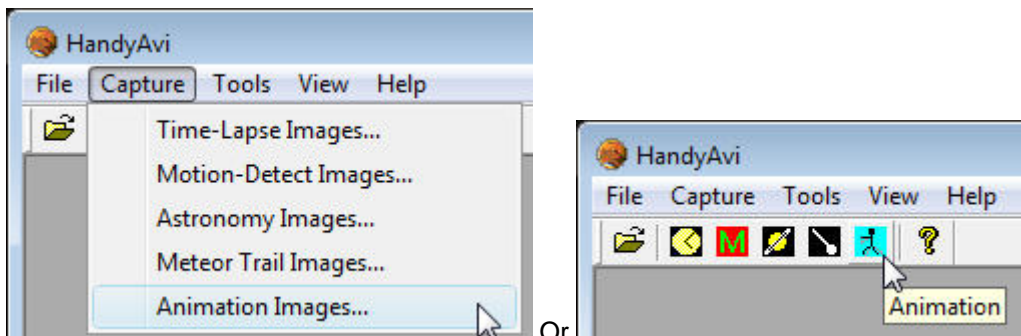 HandyAvi
File Capture Tools View Help
Time-Lapse Images...
Motion-Detect Images...
Astronomy Images...
Meteor Trail Images...
Animation Images...
Or
HandyAvi
File Capture Tools View Help
M ?
Animation